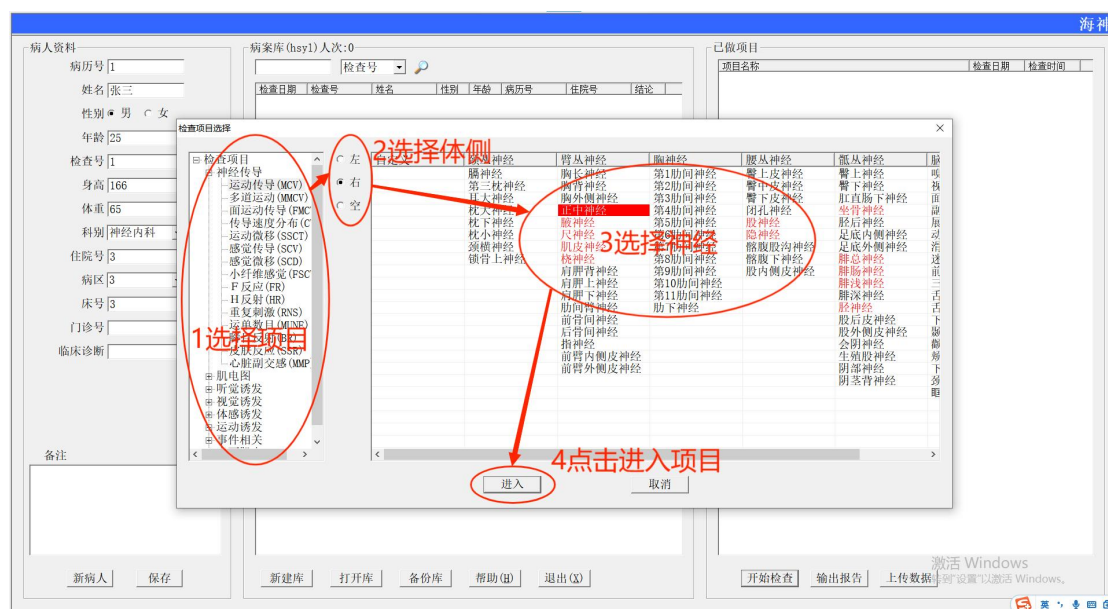 海神
病人资料
病历号 1
姓名 张三
性别 男 女
年龄 25
检查号 1
身高 166
体重 65
科别 神经内科
住院号 3
病区 3
床号 3
门诊号
临床诊断
备注
新病人 保存
病案库(hsy1)人次:0
检查号
检查日期 检查号 姓名 性别 年龄 病历号 住院号 结论
新建库 打开库 备份库 帮助(H) 退出(X)
已做项目
项目名称 检查日期 检查时间
开始检查 输出报告 上传数据
检查项目选择
检查项目
神经传导
运动传导(MCV)
多道运动(MMCV)
面运动传导(FMC
传导速度分布(C
运动微移(SSCT)
感觉传导(SCV)
感觉微移(SCD)
小纤维感觉(FSC
F反应(FR)
H反射(HR)
重复刺激(RNS)
运单数目(MUNE)
皮肤反应(SSR)
心脏副交感(MMP
肌电图
听觉诱发
视觉诱发
体感诱发
运动诱发
事件相关
左
右
空
1选择项目
2选择体侧
3选择神经
4点击进入项目
自定义
膈神经
第三枕神经
耳大神经
枕大神经
枕下神经
枕小神经
颈横神经
锁骨上神经
臂丛神经
胸长神经
胸背神经
胸外侧神经
正中神经
腋神经
尺神经
肌皮神经
桡神经
肩胛背神经
肩胛上神经
肩胛下神经
肋间臂神经
前骨间神经
后骨间神经
指神经
前臂内侧皮神经
前臂外侧皮神经
胸神经
第1肋间神经
第2肋间神经
第3肋间神经
第4肋间神经
第5肋间神经
第8肋间神经
第9肋间神经
第10肋间神经
第11肋间神经
肋下神经
腰丛神经
臀上皮神经
臀中皮神经
臀下皮神经
闭孔神经
股神经
隐神经
髂腹股沟神经
髂腹下神经
股内侧皮神经
骶丛神经
臀上神经
臀下神经
肛直肠下神经
坐骨神经
胫后神经
足底内侧神经
足底外侧神经
腓总神经
腓肠神经
腓浅神经
腓深神经
胫神经
股后皮神经
股外侧皮神经
会阴神经
生殖股神经
阴部神经
阴茎背神经
进入 取消
激活 Windows
转到"设置"以激活 Windows。
英